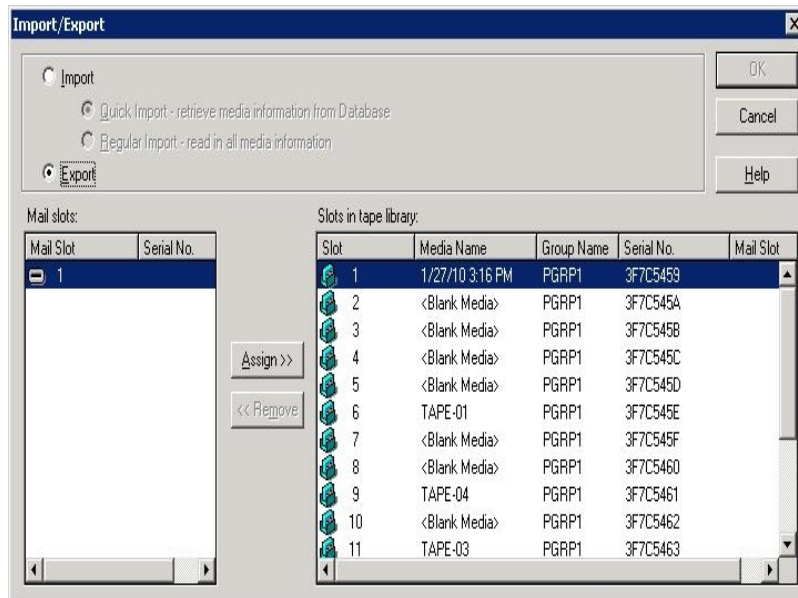 Import/Export
Import
Quick Import - retrieve media information from Database
Regular Import - read in all media information
Export
OK
Cancel
Help
Mail slots:
Mail Slot Serial No.
1
Assign >>
<< Remove
Slots in tape library:
Slot Media Name Group Name Serial No. Mail Slot
1 1/27/10 3:16 PM PGRP1 3F7C5459
2 <Blank Media> PGRP1 3F7C545A
3 <Blank Media> PGRP1 3F7C545B
4 <Blank Media> PGRP1 3F7C545C
5 <Blank Media> PGRP1 3F7C545D
6 TAPE-01 PGRP1 3F7C545E
7 <Blank Media> PGRP1 3F7C545F
8 <Blank Media> PGRP1 3F7C5460
9 TAPE-04 PGRP1 3F7C5461
10 <Blank Media> PGRP1 3F7C5462
11 TAPE-03 PGRP1 3F7C5463